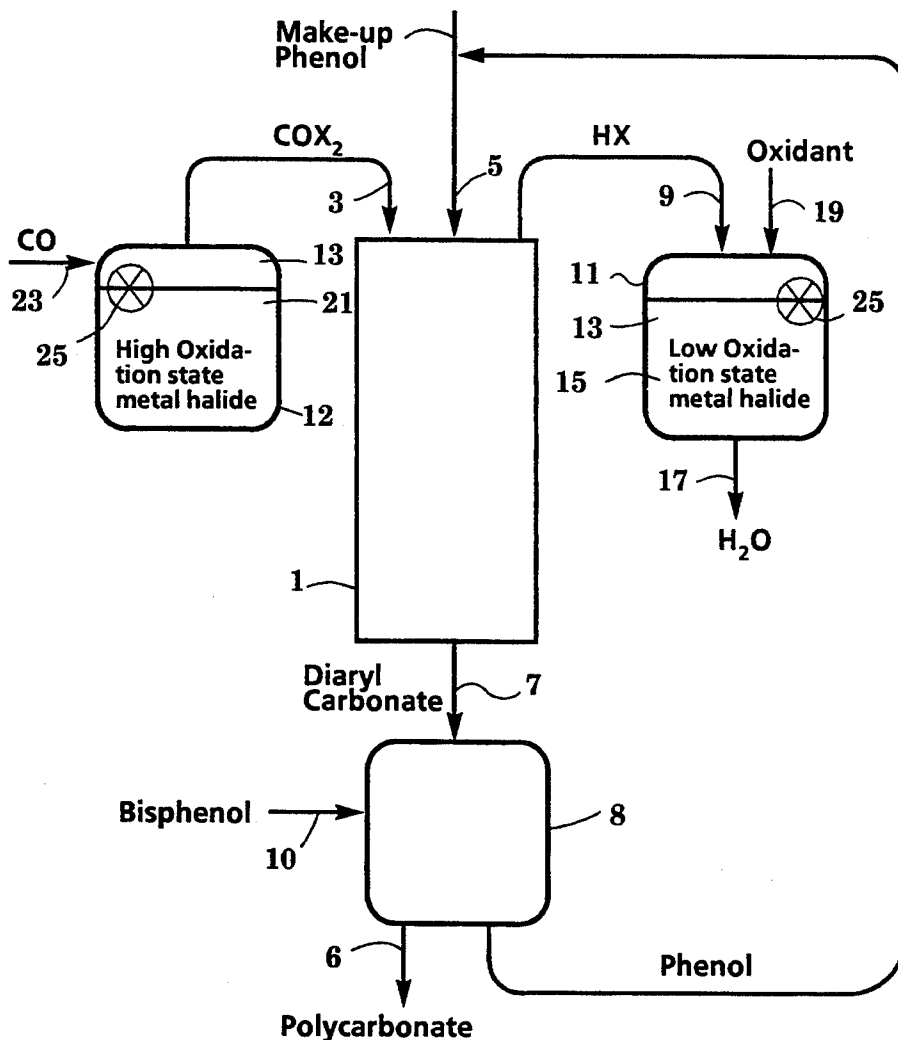 Make-up
Phenol
COX₂
HX
Oxidant
3
5
9
19
CO
23
13
21
25
High Oxida-
tion state
metal halide
12
11
13
25
15
Low Oxida-
tion state
metal halide
17
H₂O
1
Diaryl
Carbonate
7
Bisphenol
10
8
6
Phenol
Polycarbonate